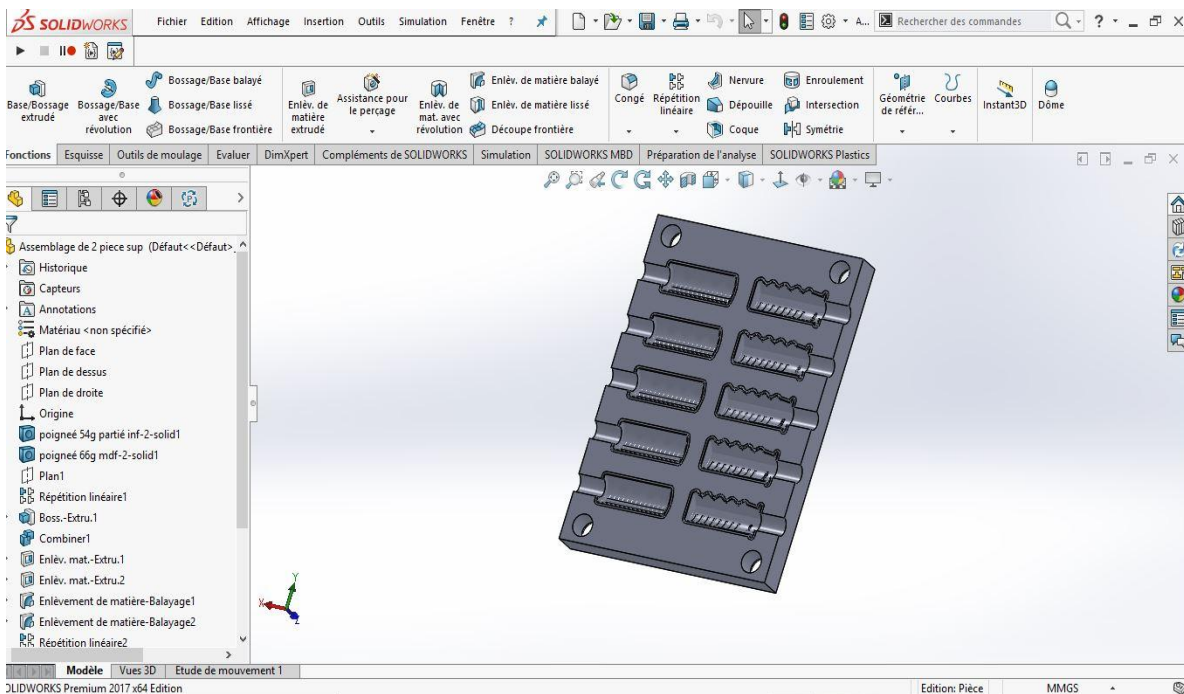 SOLIDWORKS Fichier Edition Affichage Insertion Outils Simulation Fenêtre ? A... Rechercher des commandes ?
Base/Bossage extrudé
Bossage/Base avec révolution
Bossage/Base balayé
Bossage/Base lissé
Bossage/Base frontière
Enlèv. de matière extrudé
Assistance pour le perçage
Enlèv. de mat. avec révolution
Enlèv. de matière balayé
Enlèv. de matière lissé
Découpe frontière
Congé
Répétition linéaire
Nervure
Dépouille
Coque
Enroulement
Intersection
Symétrie
Géométrie de référ...
Courbes
Instant3D
Dôme
Fonctions Esquisse Outils de moulage Evaluer DimXpert Compléments de SOLIDWORKS Simulation SOLIDWORKS MBD Préparation de l'analyse SOLIDWORKS Plastics
Assemblage de 2 piece sup (Défaut<<Défaut>_
Historique
Capteurs
Annotations
Matériau <non spécifié>
Plan de face
Plan de dessus
Plan de droite
Origine
poigneé 54g partié inf-2-solid1
poigneé 66g mdf-2-solid1
Plan1
Répétition linéaire1
Boss.-Extru.1
Combiner1
Enlèv. mat.-Extru.1
Enlèv. mat.-Extru.2
Enlèvement de matière-Balayage1
Enlèvement de matière-Balayage2
Répétition linéaire2
Y
X
Z
Modèle Vues 3D Etude de mouvement 1
OLIDWORKS Premium 2017 x64 Edition Edition: Pièce MMGS